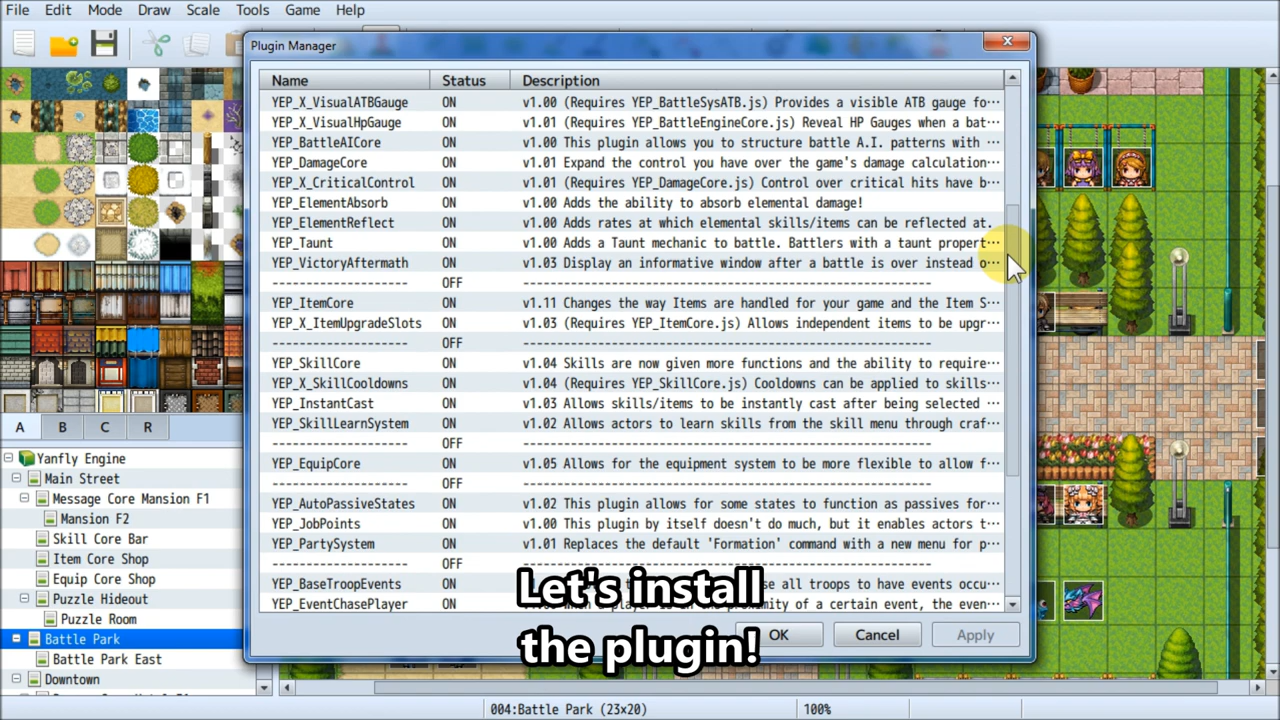 File Edit Mode Draw Scale Tools Game Help
Plugin Manager
Name Status Description
YEP_X_VisualATBGauge ON v1.00 (Requires YEP_BattleSysATB.js) Provides a visible ATB gauge fo···
YEP_X_VisualHpGauge ON v1.01 (Requires YEP_BattleEngineCore.js) Reveal HP Gauges when a bat···
YEP_BattleAICore ON v1.00 This plugin allows you to structure battle A.I. patterns with ···
YEP_DamageCore ON v1.01 Expand the control you have over the game's damage calculation···
YEP_X_CriticalControl ON v1.01 (Requires YEP_DamageCore.js) Control over critical hits have b···
YEP_ElementAbsorb ON v1.00 Adds the ability to absorb elemental damage!
YEP_ElementReflect ON v1.00 Adds rates at which elemental skills/items can be reflected at.
YEP_Taunt ON v1.00 Adds a Taunt mechanic to battle. Battlers with a taunt propert···
YEP_VictoryAftermath ON v1.03 Display an informative window after a battle is over instead o···
-------------------- OFF ------------------------------------------------------------
YEP_ItemCore ON v1.11 Changes the way Items are handled for your game and the Item S···
YEP_X_ItemUpgradeSlots ON v1.03 (Requires YEP_ItemCore.js) Allows independent items to be upgr···
-------------------- OFF ------------------------------------------------------------
YEP_SkillCore ON v1.04 Skills are now given more functions and the ability to require···
YEP_X_SkillCooldowns ON v1.04 (Requires YEP_SkillCore.js) Cooldowns can be applied to skills···
YEP_InstantCast ON v1.03 Allows skills/items to be instantly cast after being selected ···
YEP_SkillLearnSystem ON v1.02 Allows actors to learn skills from the skill menu through craf···
-------------------- OFF ------------------------------------------------------------
YEP_EquipCore ON v1.05 Allows for the equipment system to be more flexible to allow f···
-------------------- OFF ------------------------------------------------------------
YEP_AutoPassiveStates ON v1.02 This plugin allows for some states to function as passives for···
YEP_JobPoints ON v1.00 This plugin by itself doesn't do much, but it enables actors t···
YEP_PartySystem ON v1.01 Replaces the default 'Formation' command with a new menu for p···
-------------------- OFF ------------------------------------------------------------
YEP_BaseTroopEvents ON all troops to have events occu···
YEP_EventChasePlayer ON proximity of a certain event, the even···
OK Cancel Apply
Let's install
the plugin!
A B C R
Yanfly Engine
Main Street
Message Core Mansion F1
Mansion F2
Skill Core Bar
Item Core Shop
Equip Core Shop
Puzzle Hideout
Puzzle Room
Battle Park
Battle Park East
Downtown
004:Battle Park (23x20) 100%